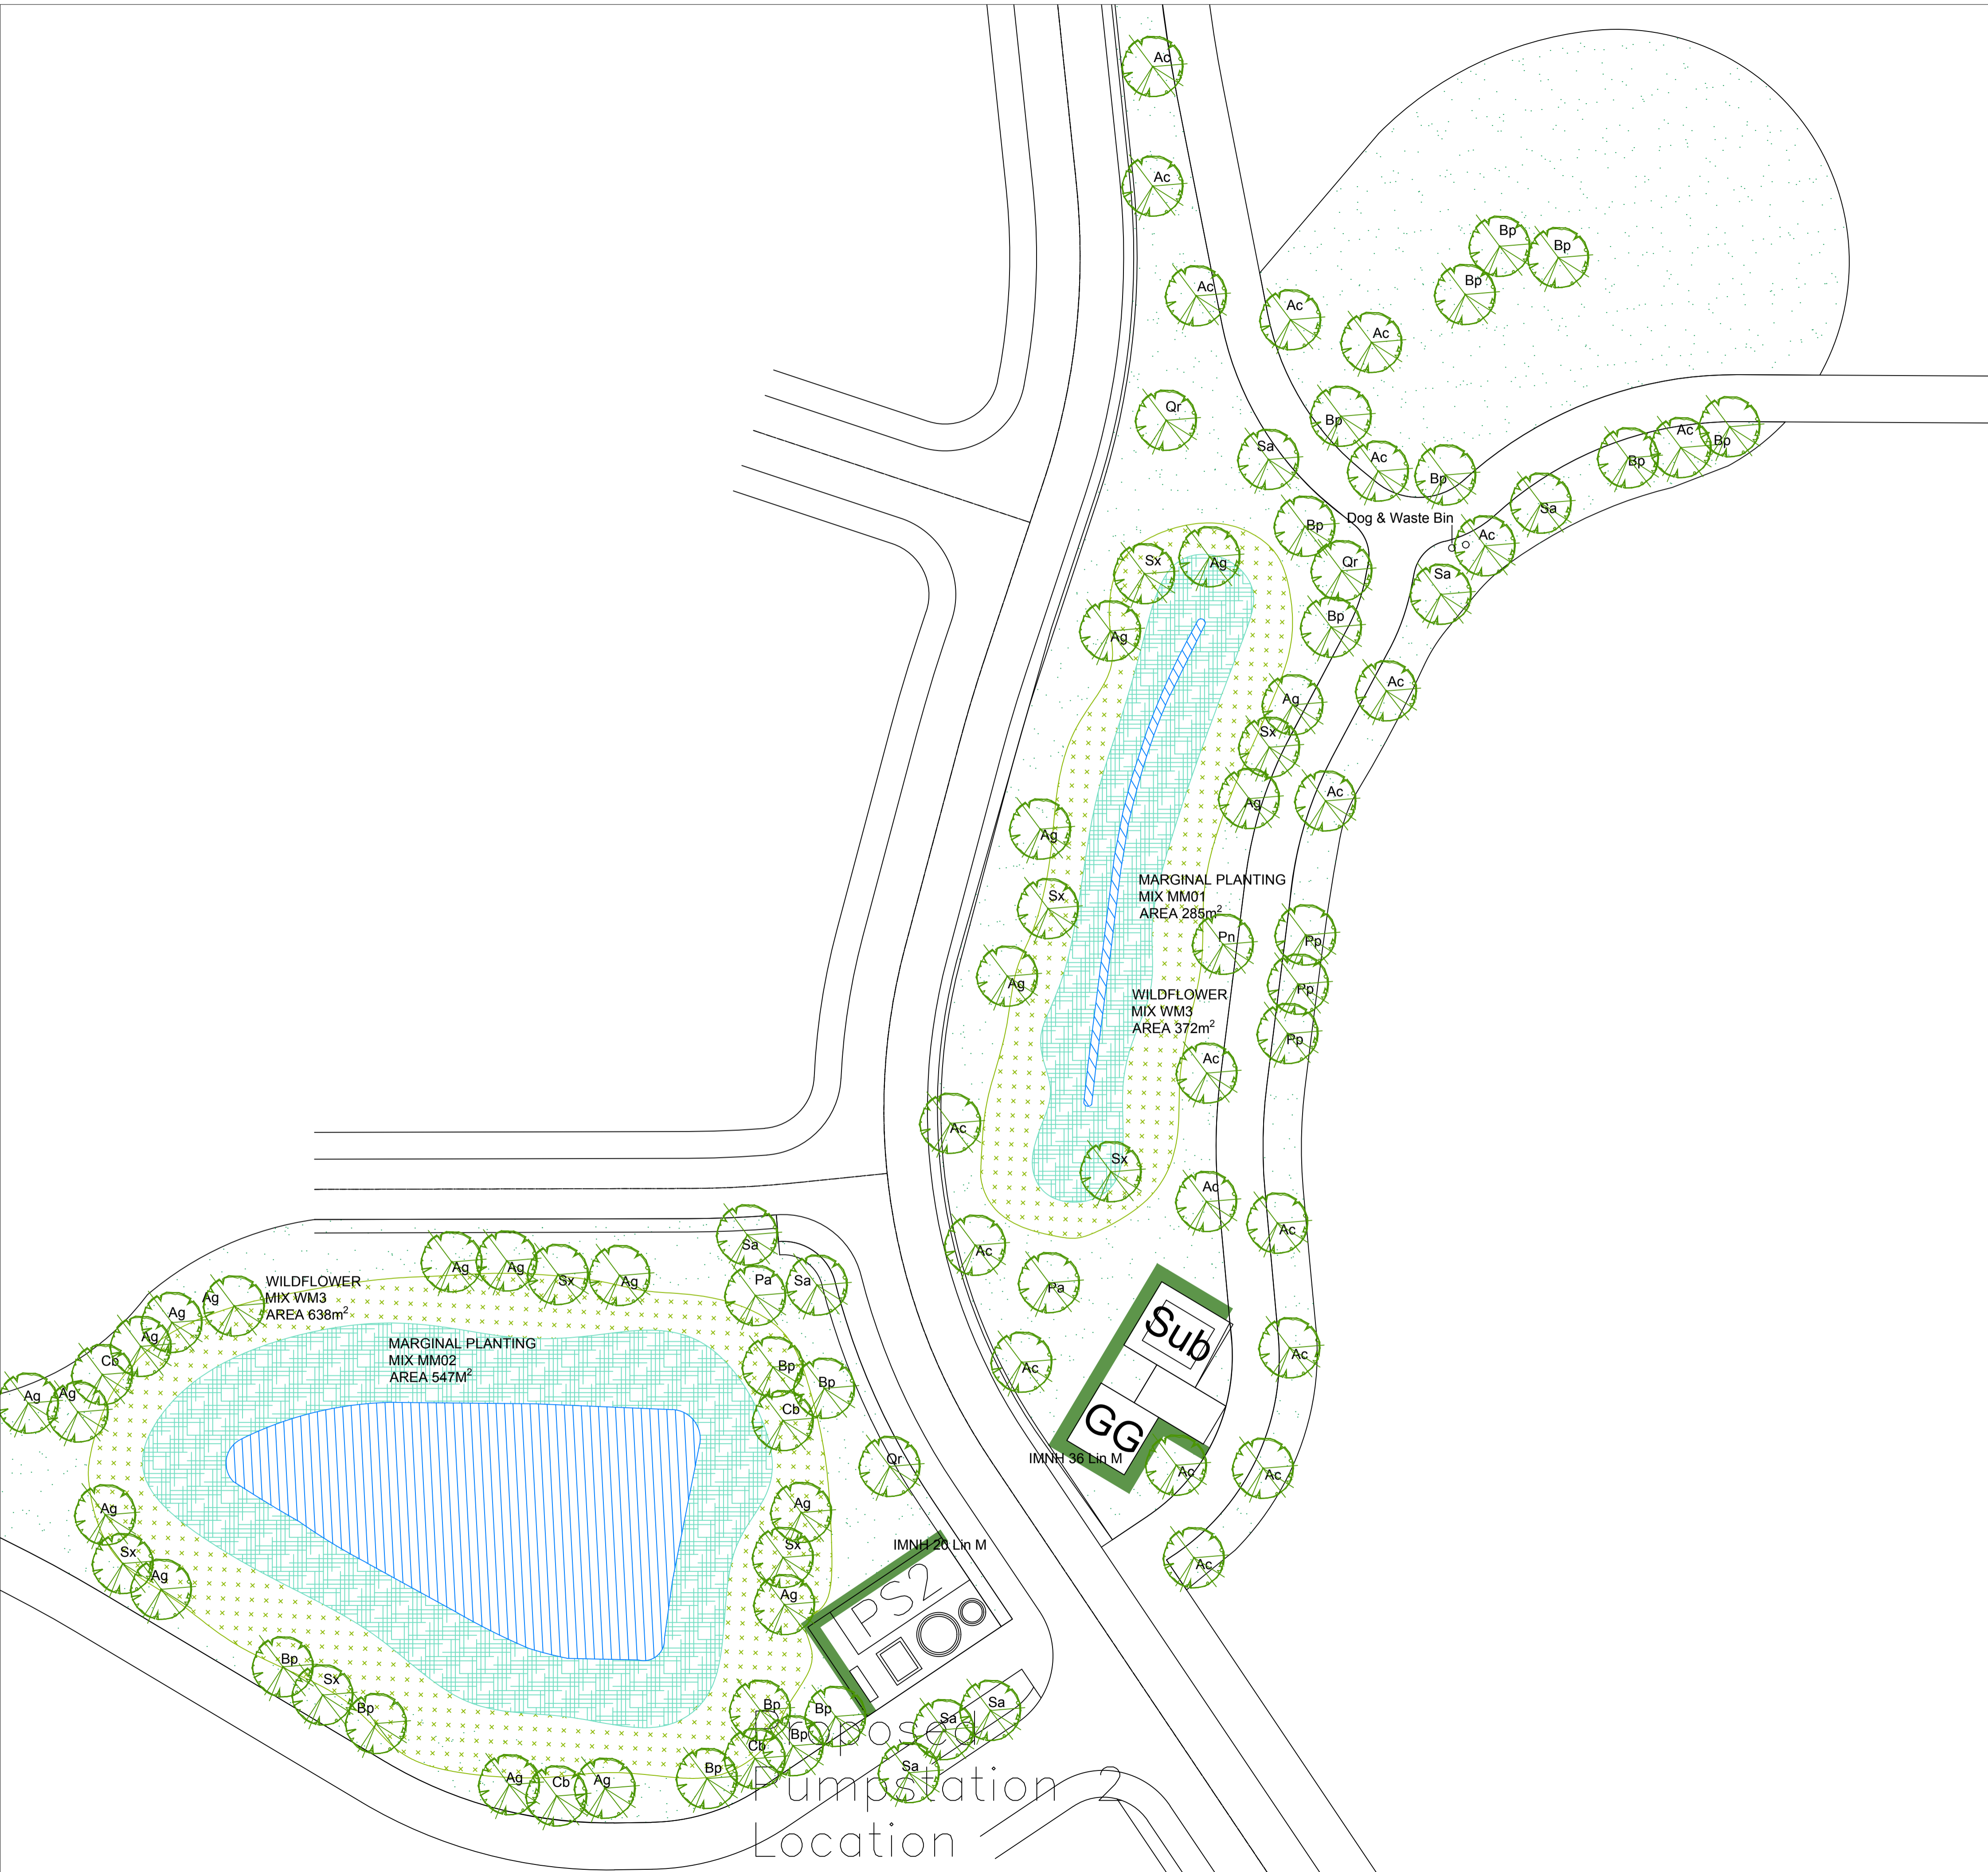 Ac
Ac
Bp
Bp
Bp
Ac
Ac
Ac
Qr
Bp
Ac
Bp
Sa
Ac
Bp
Bp
Bp
Sa
Dog & Waste Bin
Bp
Ac
Qr
Sx
Ag
Sa
Bp
Ag
Ac
Ag
Sx
Ac
Ag
Ag
MARGINAL PLANTING
MIX MM01
AREA 285m²
Sx
Pn
Pp
Ag
Pp
WILDFLOWER
MIX WM3
AREA 372m²
Pp
Ac
Ac
Sx
Ac
Ac
Sa
Ac
Pa
Sa
Pa
Ag
Ag
Sx
Ag
WILDFLOWER
MIX WM3
AREA 638m²
Ag
Ag
Ag
Sub
MARGINAL PLANTING
MIX MM02
AREA 547M²
Ac
Cb
Bp
Ac
Bp
Ag
Ag
Cb
GG
Qr
IMNH 36 Lin M
Ac
Ac
Ag
Ag
Sx
Sx
IMNH 20 Lin M
Ac
Ag
Ag
PS2
Bp
Sx
Bp
Bp
Bp
Sa
Sa
Proposed
Bp
Cb
Bp
Sa
Ag
Cb
Ag
Pumpstation 2
Location